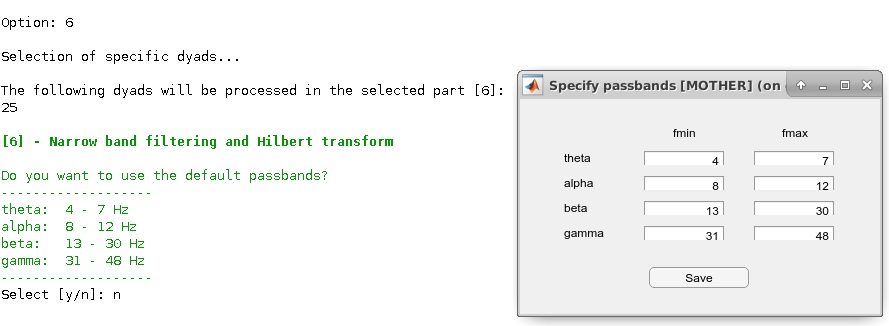 Option: 6
Selection of specific dyads...
The following dyads will be processed in the selected part [6]:
25
[6] - Narrow band filtering and Hilbert transform
Do you want to use the default passbands?
-------------------
theta:  4 - 7 Hz
alpha:  8 - 12 Hz
beta:   13 - 30 Hz
gamma:  31 - 48 Hz
-------------------
Select [y/n]: n
Specify passbands [MOTHER] (on
fmin fmax
theta 4 7
alpha 8 12
beta 13 30
gamma 31 48
Save